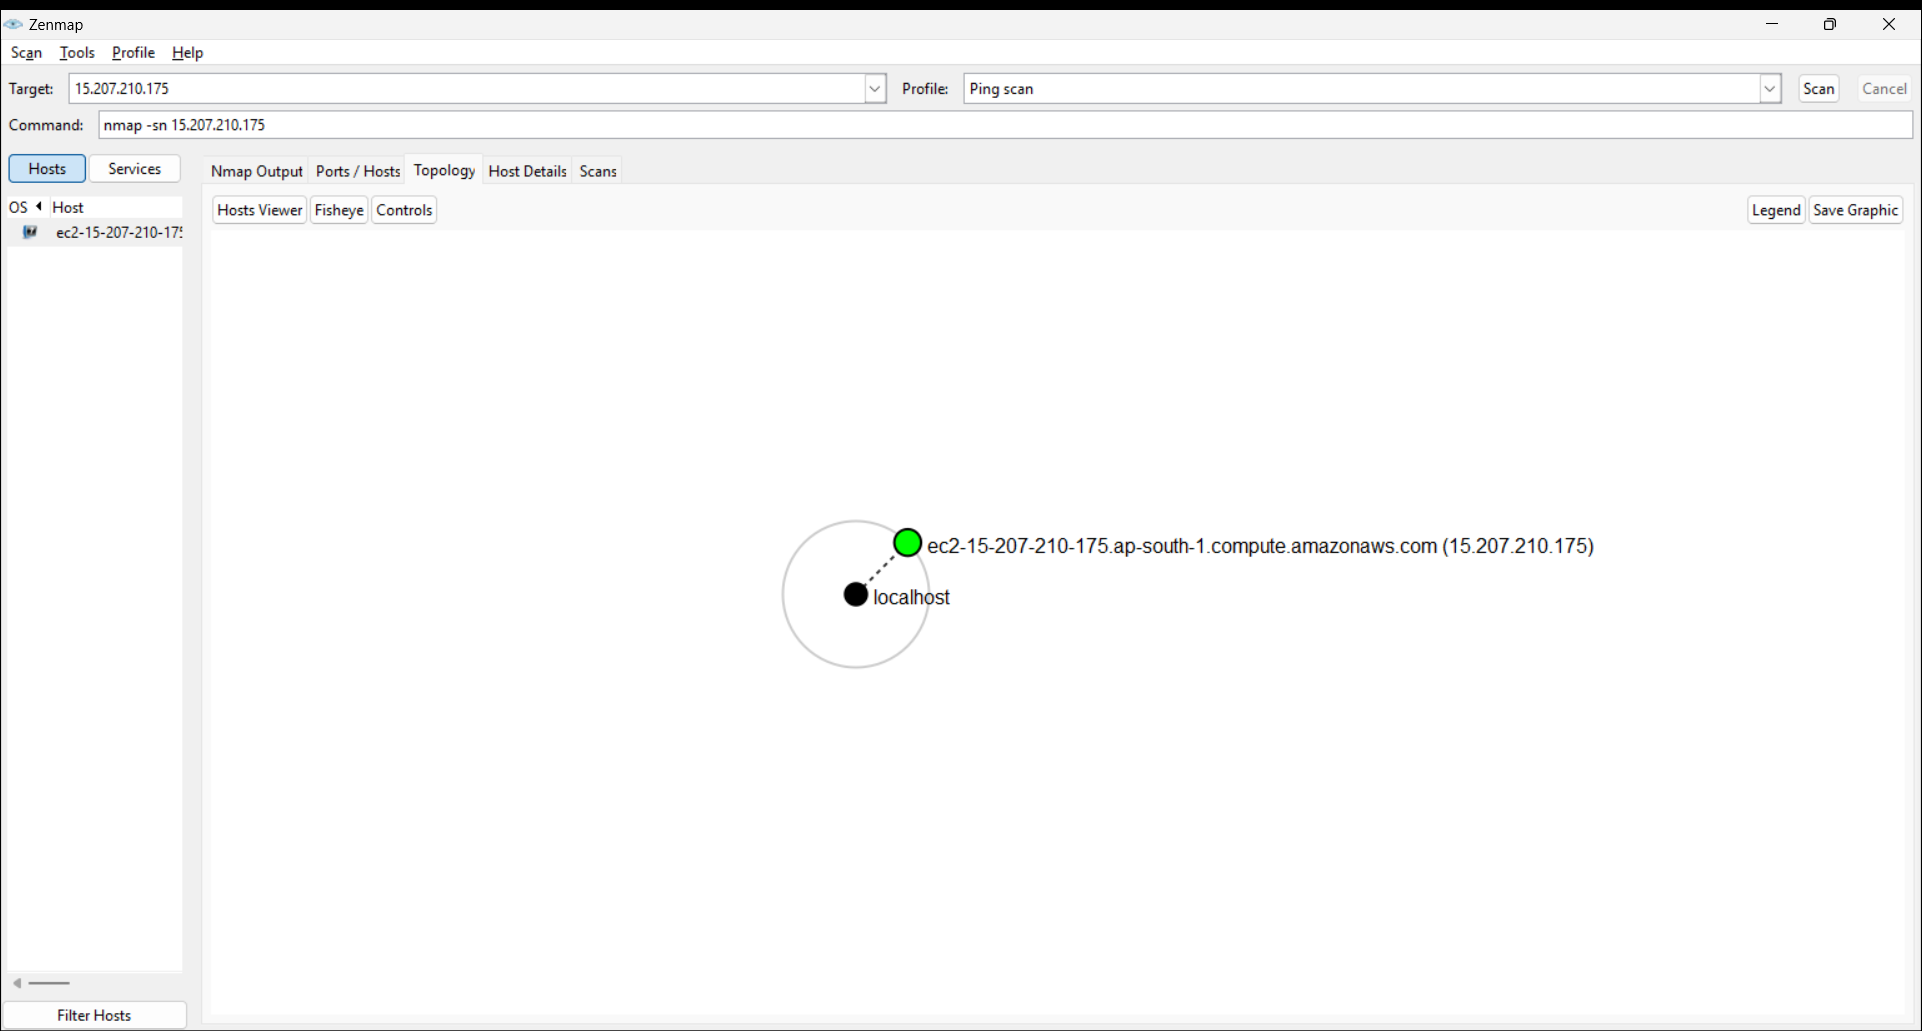 Zenmap
Scan Tools Profile Help
Target: 15.207.210.175 Profile: Ping scan Scan Cancel
Command: nmap -sn 15.207.210.175
Hosts Services
Nmap Output Ports / Hosts Topology Host Details Scans
OS Host
ec2-15-207-210-175
Hosts Viewer Fisheye Controls Legend Save Graphic
ec2-15-207-210-175.ap-south-1.compute.amazonaws.com (15.207.210.175)
localhost
Filter Hosts